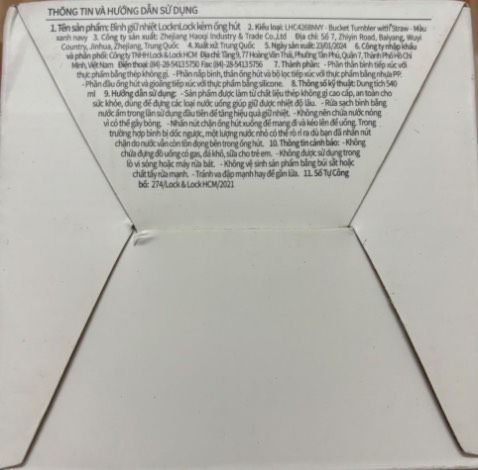 THÔNG TIN VÀ HƯỚNG DẪN SỬ DỤNG
1. Tên sản phẩm: Bình giữ nhiệt LocknLock kèm ống hút 2. Kiểu loại: LHC4268NVY - Bucket Tumbler with Straw - Màu
xanh navy 3. Công ty sản xuất: Zhejiang Haoqi Industry & Trade Co.,Ltd Địa chỉ: Số 7, Zhiyin Road, Baiyang, Wuyi
Country, Jinhua, Zhejiang, Trung Quốc 4. Xuất xứ: Trung Quốc 5. Ngày sản xuất: 23/01/2024 6. Công ty nhập khẩu
và phân phối: Công ty TNHH Lock & Lock HCM Địa chỉ: Tầng 9, 77 Hoàng Văn Thái, Phường Tân Phú, Quận 7, Thành Phố Hồ Chí
Minh, Việt Nam Điện thoại: (84)-28-54135750 Fax: (84)-28-54135756 7. Thành phần: - Phần thân bình tiếp xúc với
thực phẩm bằng thép không gỉ. - Phần nắp bình, thân ống hút và bộ lọc tiếp xúc với thực phẩm bằng nhựa PP.
- Phần đầu ống hút và gioăng tiếp xúc với thực phẩm bằng silicone. 8. Thông số kỹ thuật: Dung tích 540
ml 9. Hướng dẫn sử dụng: - Sản phẩm được làm từ chất liệu thép không gỉ cao cấp, an toàn cho
sức khỏe, dùng để đựng các loại nước uống giúp giữ được nhiệt độ lâu. - Rửa sạch bình bằng
nước ấm trong lần sử dụng đầu tiên để tăng hiệu quả giữ nhiệt. - Không nên chứa nước nóng
vì có thể gây bỏng. - Nhấn nút chặn ống hút xuống để mang đi và kéo lên để uống. Trong
trường hợp bình bị dốc ngược, một lượng nước nhỏ có thể rò rỉ ra dù bạn đã nhấn nút
chặn do nước vẫn còn tồn đọng bên trong ống hút. 10. Thông tin cảnh báo: - Không
chứa đựng đồ uống có gas, đá khô, sữa cho trẻ em. - Không được sử dụng trong
lò vi sóng hoặc máy rửa bát. - Không vệ sinh sản phẩm bằng bùi sắt hoặc
chất tẩy rửa mạnh. - Tránh va đập mạnh hay để gần lửa. 11. Số Tự Công
bố: 274/Lock & Lock HCM/2021